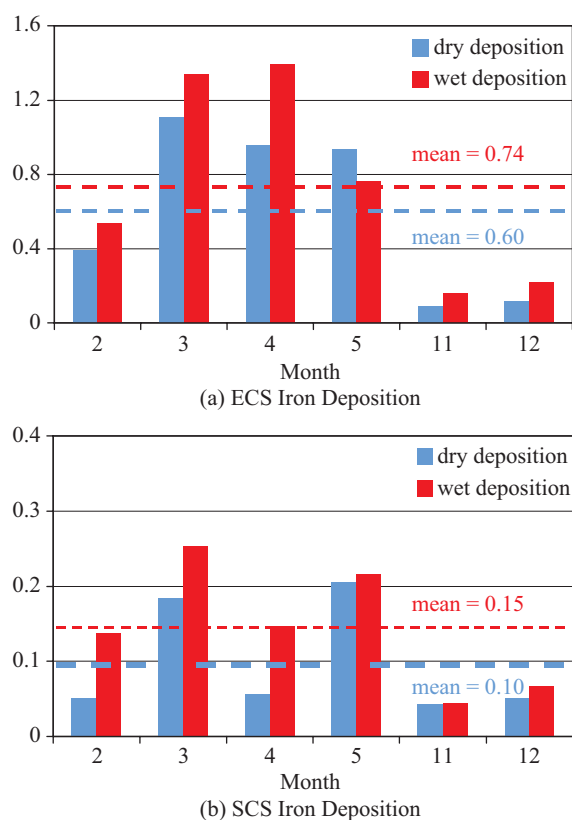 1.6
dry deposition
wet deposition
1.2
mean = 0.74
0.8
mean = 0.60
0.4
0
2 3 4 5 11 12
Month
(a) ECS Iron Deposition
0.4
dry deposition
wet deposition
0.3
0.2
mean = 0.15
0.1
mean = 0.10
0
2 3 4 5 11 12
Month
(b) SCS Iron Deposition